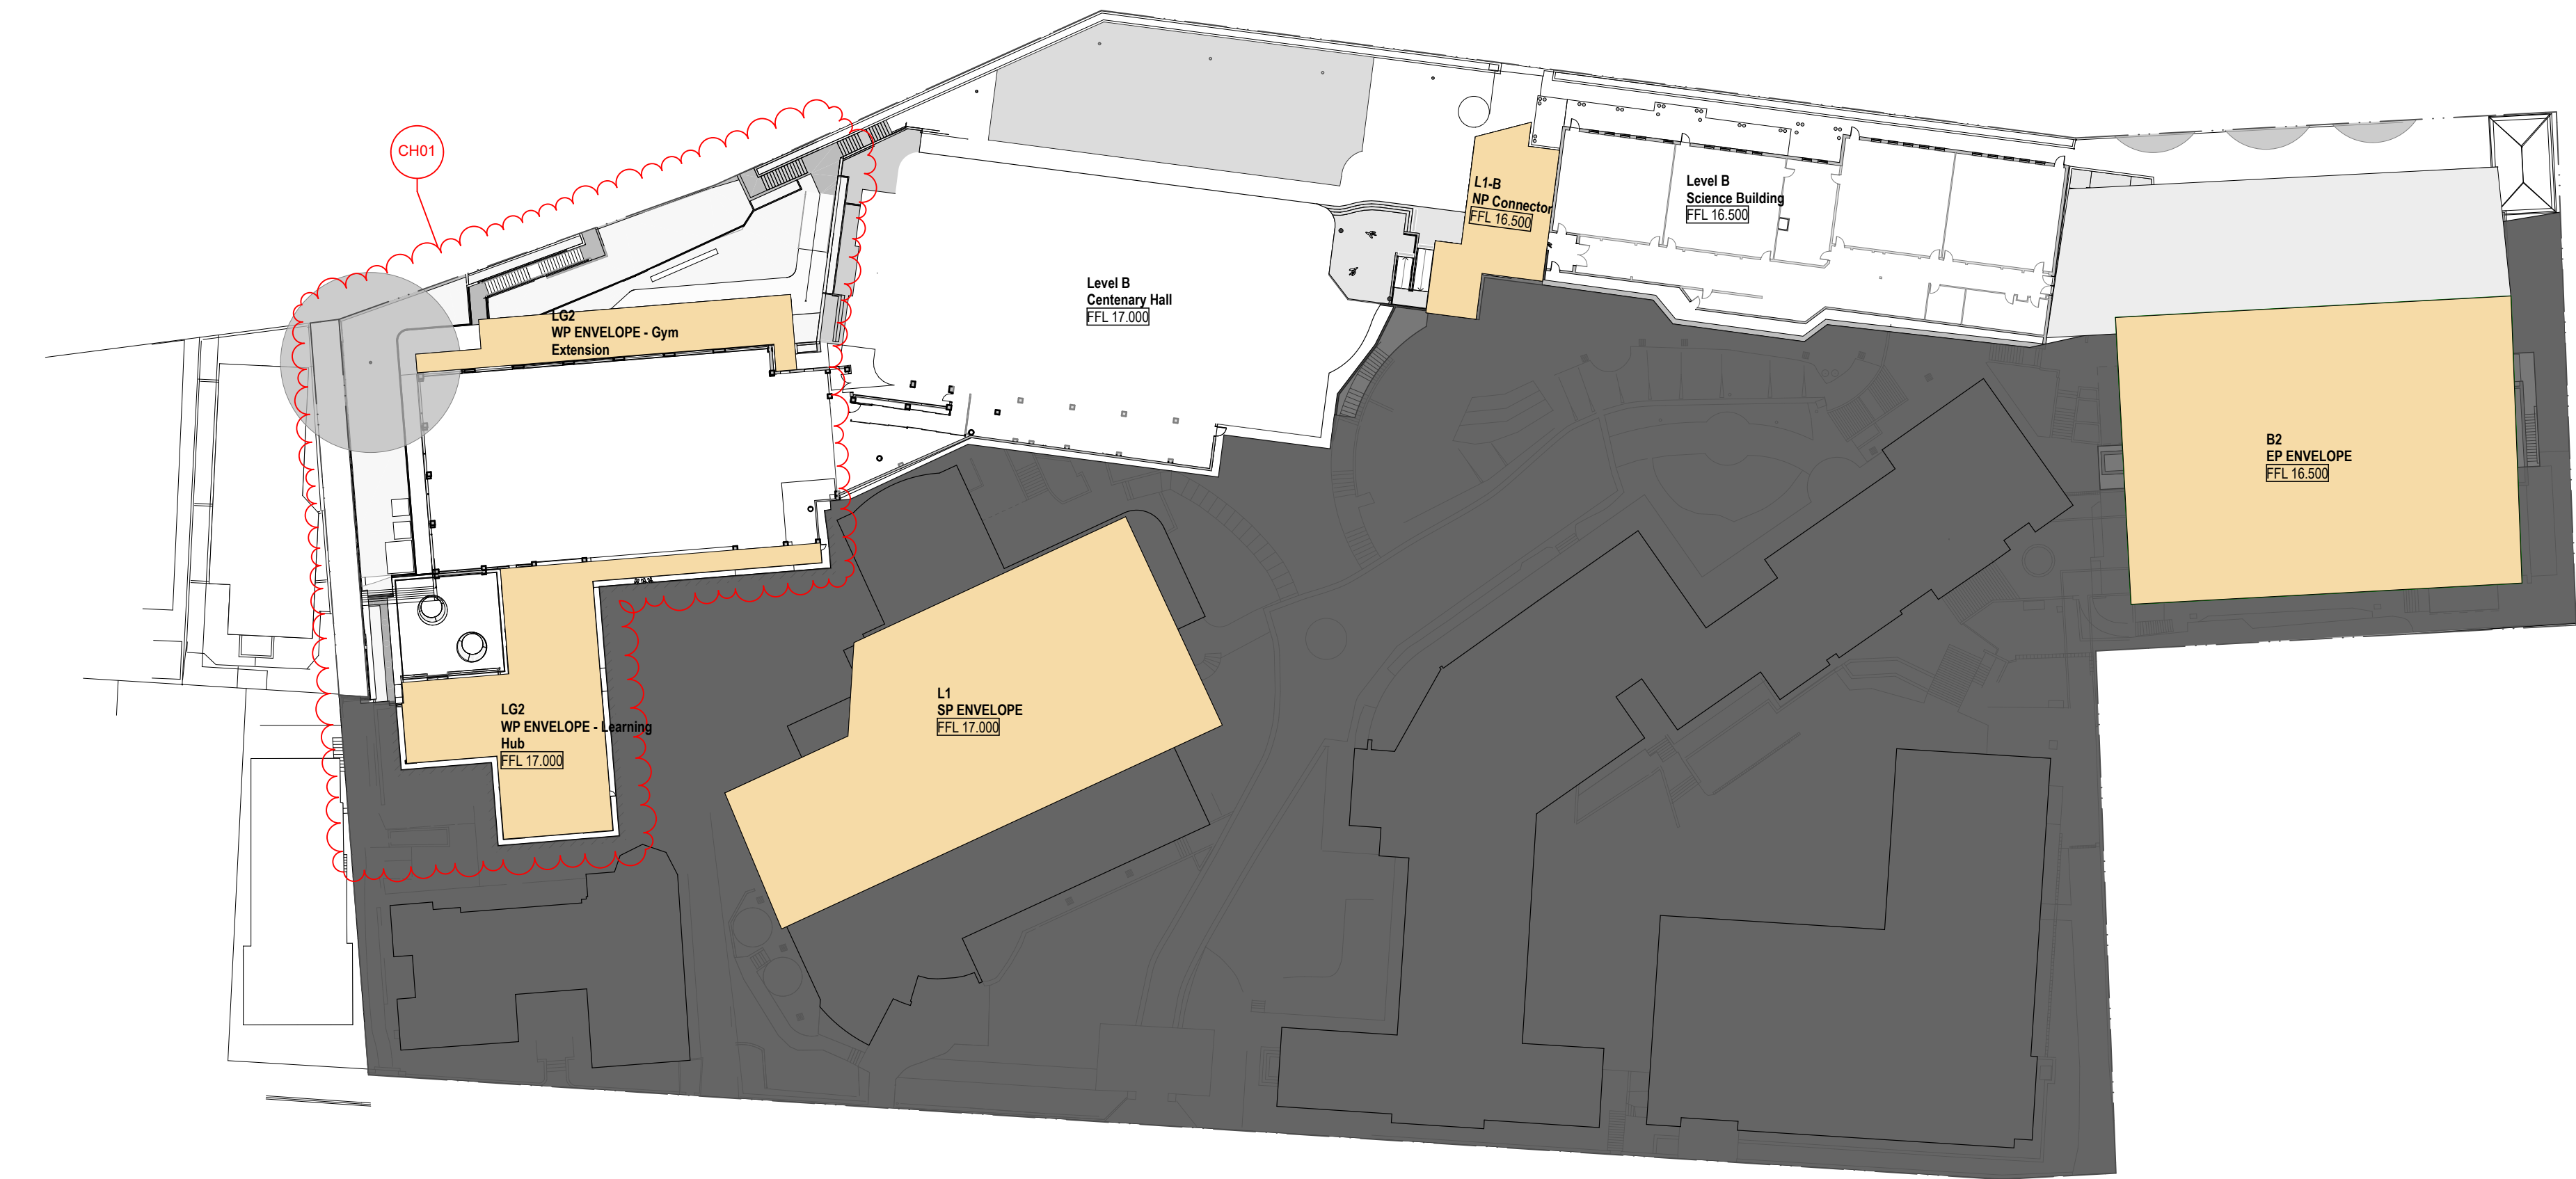 CH01
L1-B
NP Connector
FFL 16.500
Level B
Science Building
FFL 16.500
Level B
Centenary Hall
FFL 17.000
LG2
WP ENVELOPE - Gym
Extension
B2
EP ENVELOPE
FFL 16.500
L1
SP ENVELOPE
FFL 17.000
LG2
WP ENVELOPE - Learning
Hub
FFL 17.000